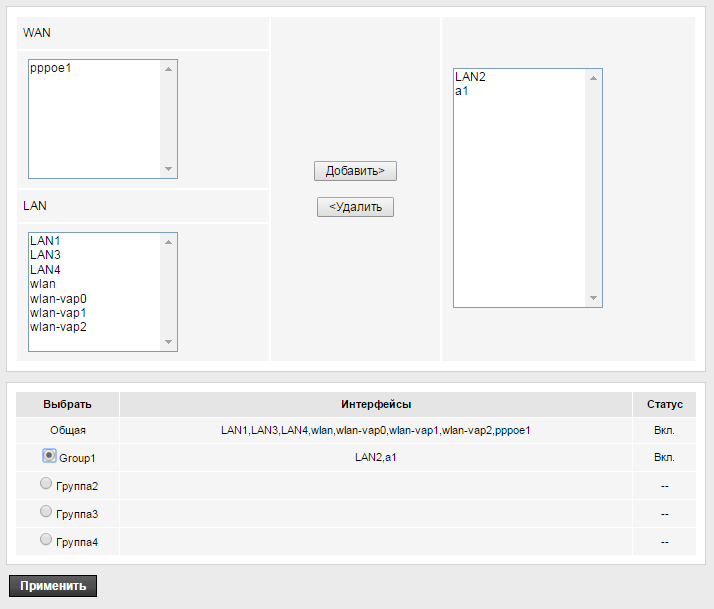 WAN
pppoe1
LAN2
a1
Добавить>
<Удалить
LAN
LAN1
LAN3
LAN4
wlan
wlan-vap0
wlan-vap1
wlan-vap2
Выбрать Интерфейсы Статус
Общая LAN1,LAN3,LAN4,wlan,wlan-vap0,wlan-vap1,wlan-vap2,pppoe1 Вкл.
Group1 LAN2,a1 Вкл.
Группа2 --
Группа3 --
Группа4 --
Применить